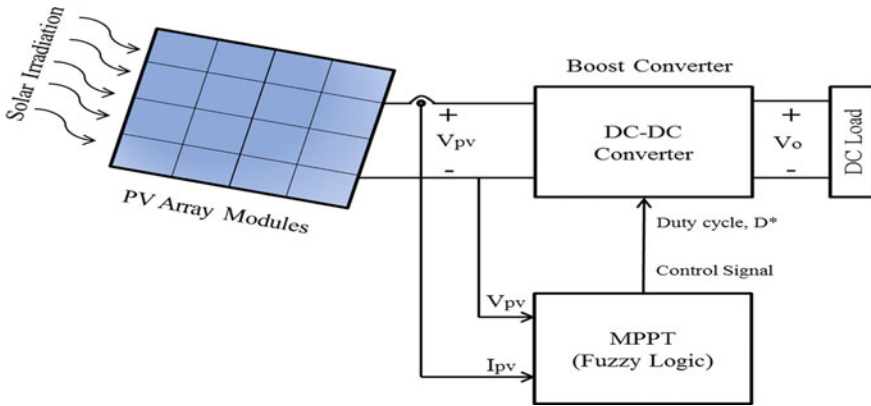 Solar Irradiation
PV Array Modules
+
Vpv
-
Boost Converter
DC-DC
Converter
+
Vo
-
DC Load
Duty cycle, D*
Control Signal
Vpv
Ipv
MPPT
(Fuzzy Logic)